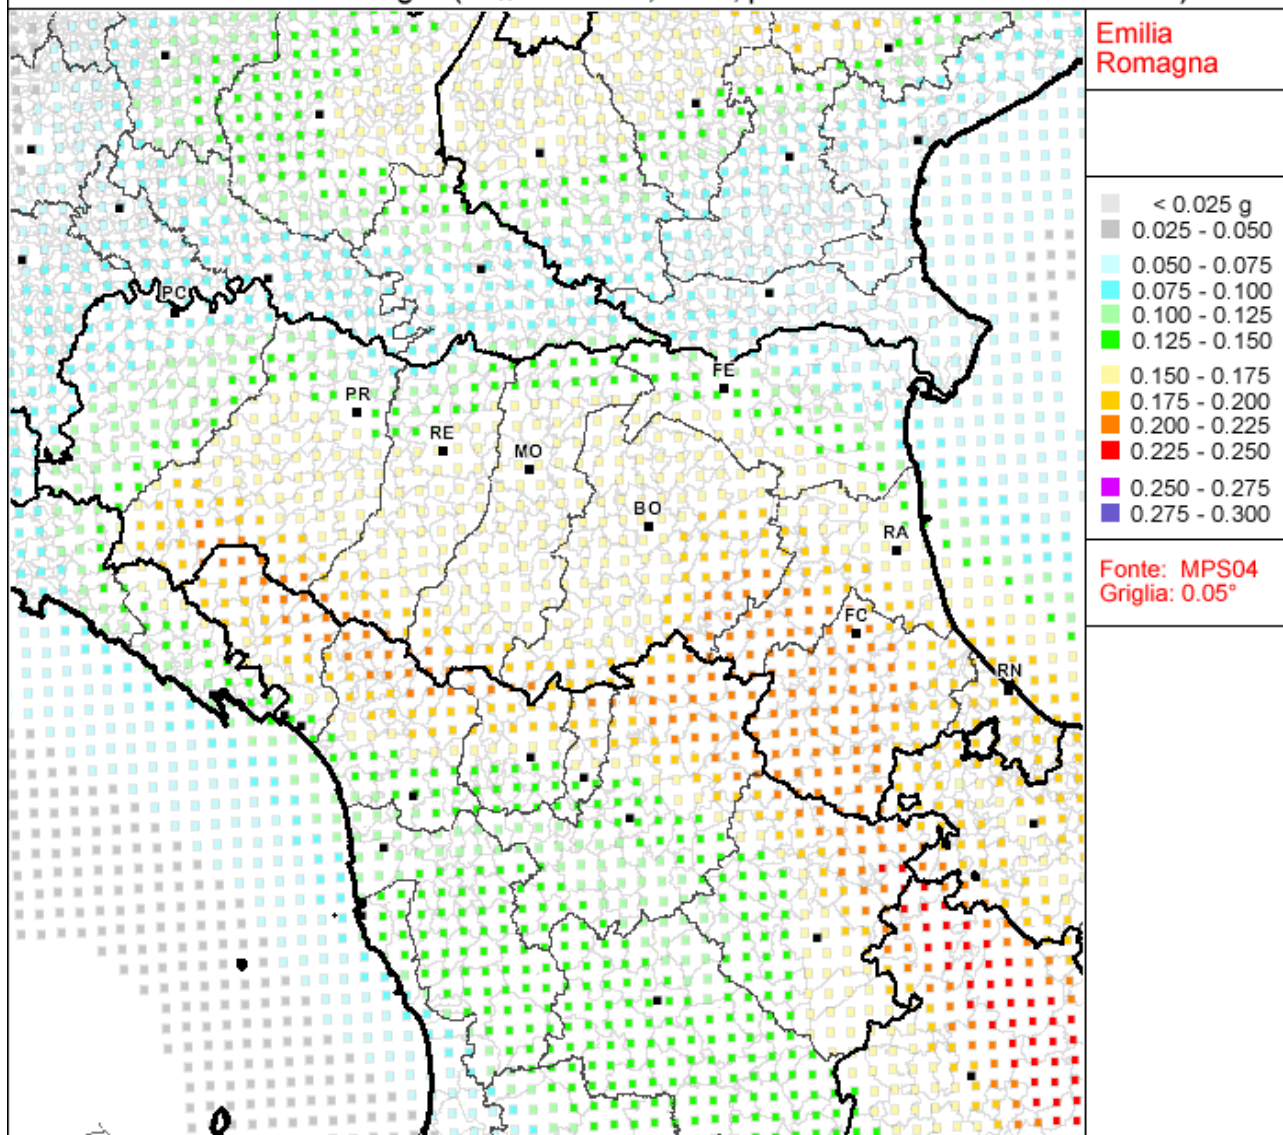 Emilia
Romagna
< 0.025 g
0.025 - 0.050
0.050 - 0.075
0.075 - 0.100
0.100 - 0.125
0.125 - 0.150
0.150 - 0.175
0.175 - 0.200
0.200 - 0.225
0.225 - 0.250
0.250 - 0.275
0.275 - 0.300
Fonte: MPS04
Griglia: 0.05°
PC
FE
PR
RE
MO
BO
RA
FC
RN